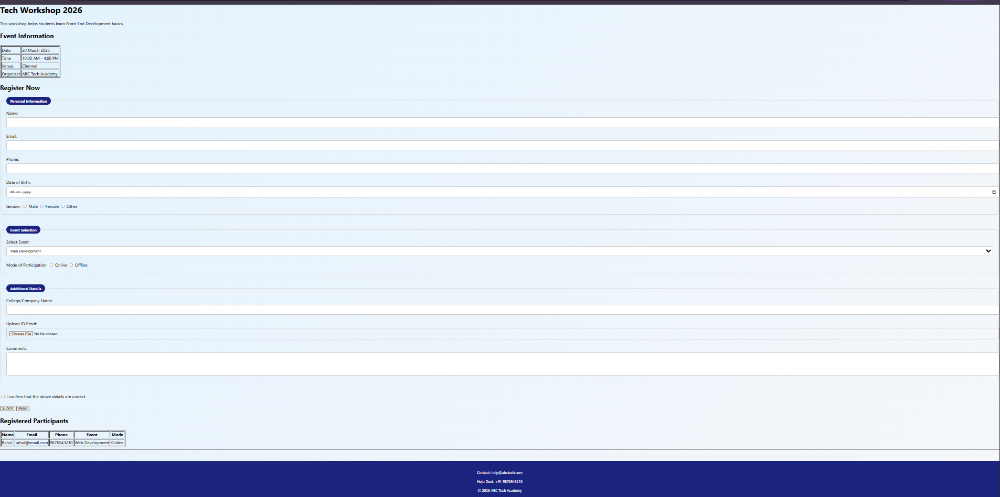 Tech Workshop 2026
This workshop helps students learn Front-End Development basics.
Event Information
Date 20 March 2026
Time 10:00 AM - 4:00 PM
Venue Chennai
Organizer ABC Tech Academy
Register Now
Personal Information
Name:
Email:
Phone:
Date of Birth:
dd-mm-yyyy
Gender: Male Female Other
Event Selection
Select Event:
Web Development
Mode of Participation: Online Offline
Additional Details
College/Company Name:
Upload ID Proof:
Choose File No file chosen
Comments:
I confirm that the above details are correct.
Submit Reset
Registered Participants
Name Email Phone Event Mode
Rahul rahul@email.com 9876543210 Web Development Online
Contact: help@abctech.com
Help Desk: +91 9876543210
© 2026 ABC Tech Academy